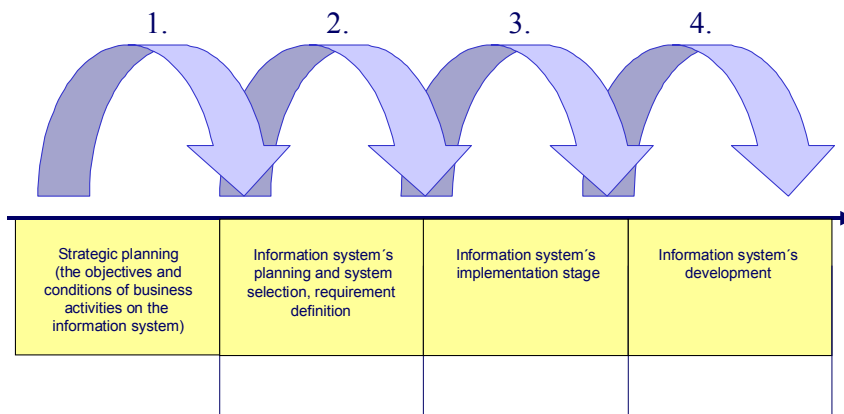 1.
2.
3.
4.
Strategic planning
(the objectives and
conditions of business
activities on the
information system)
Information system´s
planning and system
selection, requirement
definition
Information system´s
implementation stage
Information system´s
development